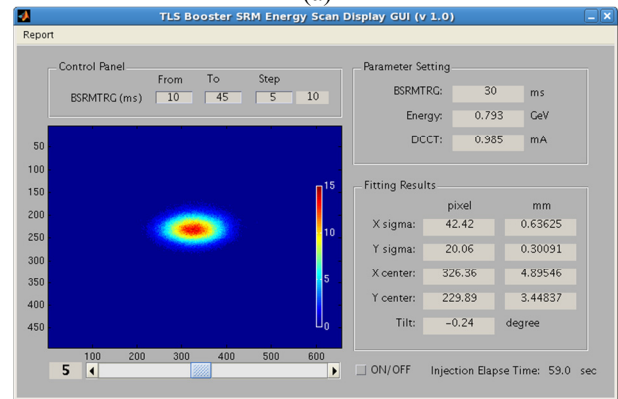 TLS Booster SRM Energy Scan Display GUI (v 1.0)
Report
Control Panel
From To Step
BSRMTRG (ms) 10 45 5 10
Parameter Setting
BSRMTRG: 30 ms
Energy: 0.793 GeV
DCCT: 0.985 mA
50
100
150
200
250
300
350
400
450
15
10
5
0
100 200 300 400 500 600
Fitting Results
pixel mm
X sigma: 42.42 0.63625
Y sigma: 20.06 0.30091
X center: 326.36 4.89546
Y center: 229.89 3.44837
Tilt: -0.24 degree
5
ON/OFF Injection Elapse Time: 59.0 sec